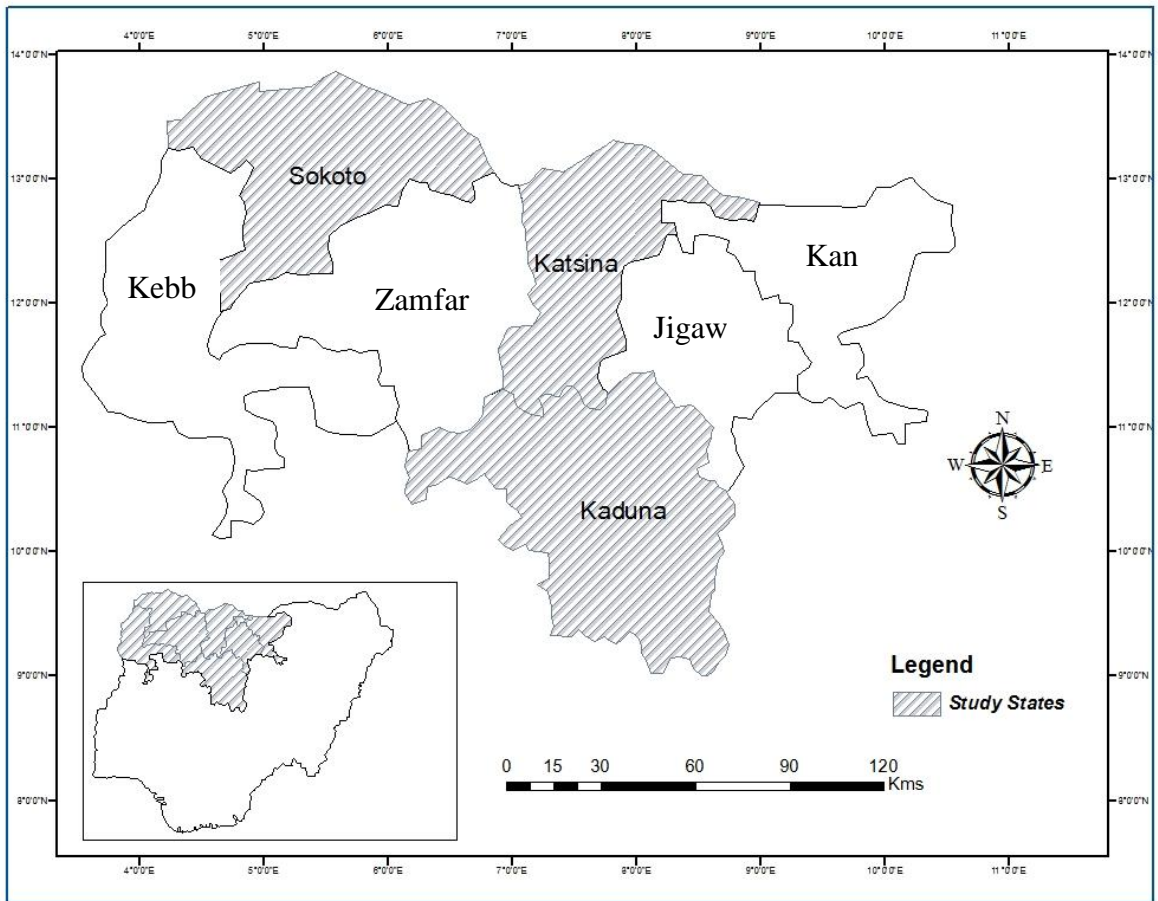 4°0'0"E 5°0'0"E 6°0'0"E 7°0'0"E 8°0'0"E 9°0'0"E 10°0'0"E 11°0'0"E
14°0'0"N 14°0'0"N
13°0'0"N 13°0'0"N
Sokoto
Kan
Katsina
Kebb
Zamfar
12°0'0"N 12°0'0"N
Jigaw
11°0'0"N 11°0'0"N
N
W E
S
Kaduna
10°0'0"N 10°0'0"N
9°0'0"N 9°0'0"N
Legend
Study States
0 15 30 60 90 120
Kms
8°0'0"N 8°0'0"N
4°0'0"E 5°0'0"E 6°0'0"E 7°0'0"E 8°0'0"E 9°0'0"E 10°0'0"E 11°0'0"E